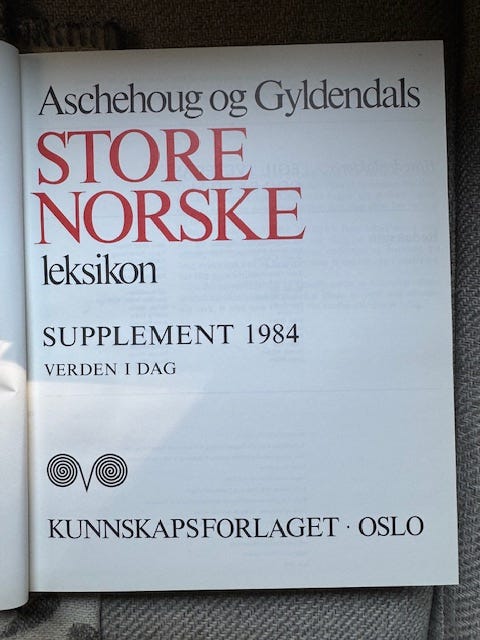 Aschehoug og Gyldendals
STORE
NORSKE
leksikon
SUPPLEMENT 1984
VERDEN I DAG
KUNNSKAPSFORLAGET · OSLO